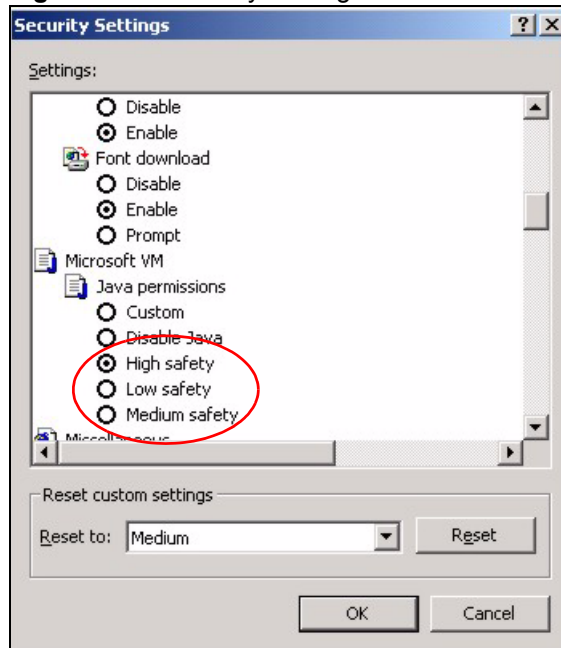 Security Settings
Settings:
Disable
Enable
Font download
Disable
Enable
Prompt
Microsoft VM
Java permissions
Custom
Disable Java
High safety
Low safety
Medium safety
Miscellaneous
Reset custom settings
Reset to: Medium Reset
OK Cancel